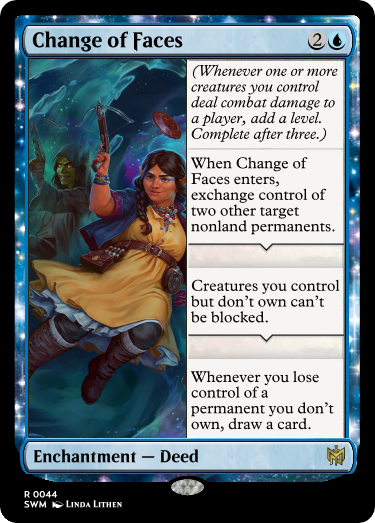 Change of Faces 2
(Whenever one or more
creatures you control
deal combat damage to
a player, add a level.
Complete after three.)
When Change of
Faces enters,
exchange control of
two other target
nonland permanents.
Creatures you control
but don't own can't
be blocked.
Whenever you lose
control of a
permanent you don't
own, draw a card.
Enchantment — Deed
R 0044
SWM Linda Lithen